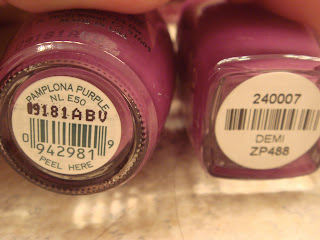 PAMPLONA PURPLE
NL E50
09181ABV
0 942981 9
PEEL HERE
240007
DEMI
ZP488